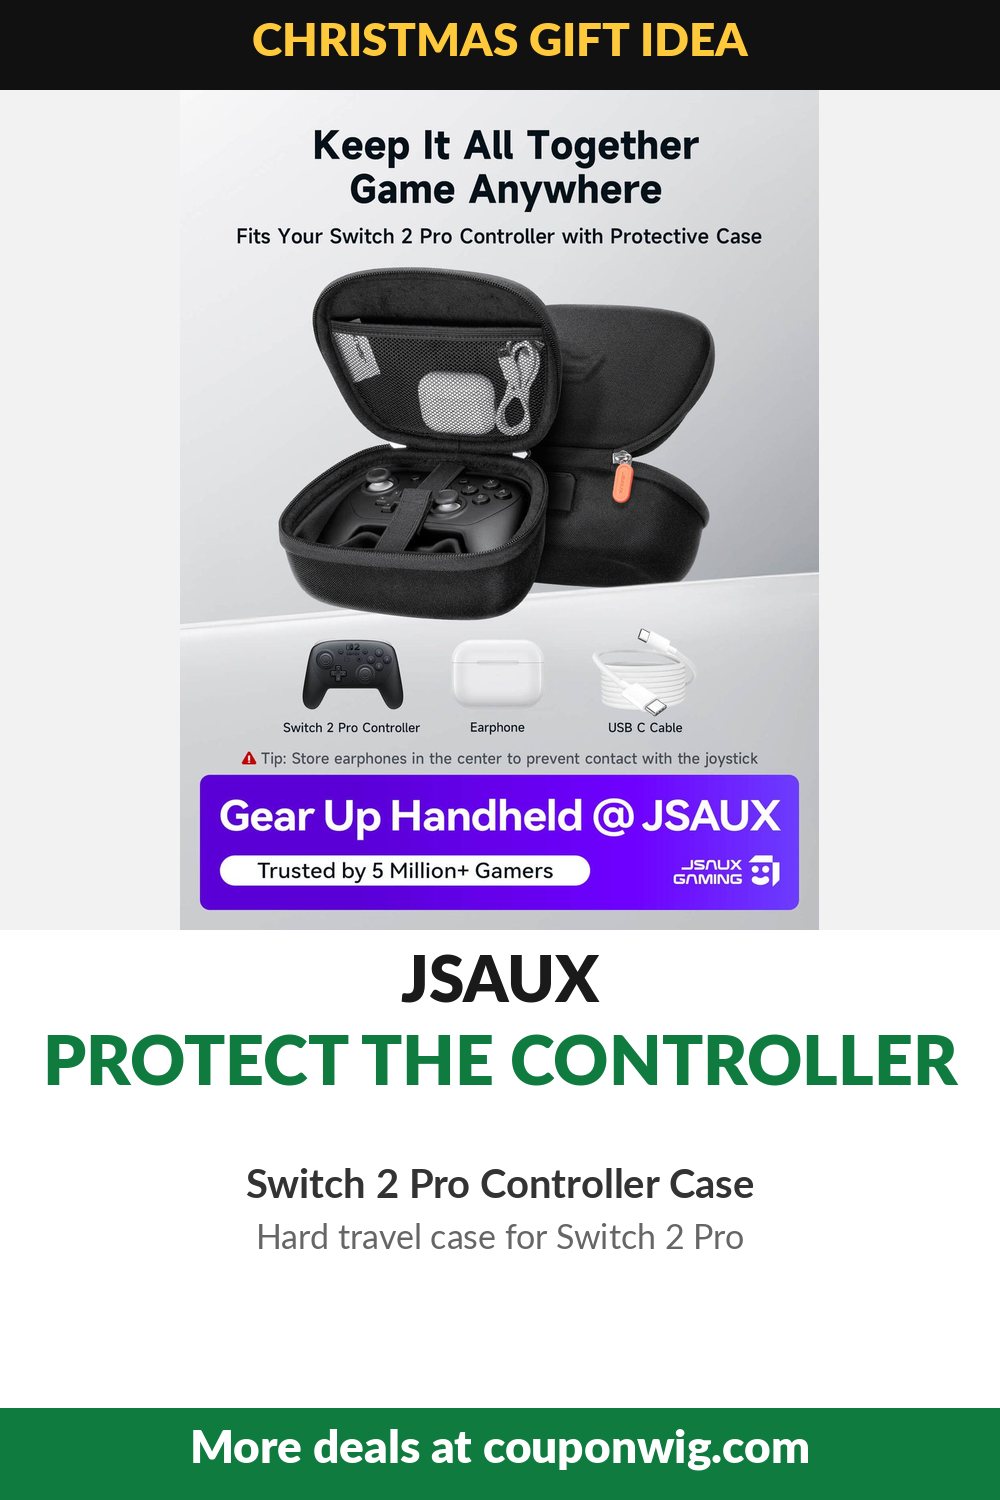 CHRISTMAS GIFT IDEA
Keep It All Together
Game Anywhere
Fits Your Switch 2 Pro Controller with Protective Case
Switch 2 Pro Controller
Earphone
USB C Cable
Tip: Store earphones in the center to prevent contact with the joystick
Gear Up Handheld @ JSAUX
Trusted by 5 Million+ Gamers
JSAUX
GAMING
JSAUX
PROTECT THE CONTROLLER
Switch 2 Pro Controller Case
Hard travel case for Switch 2 Pro
More deals at couponwig.com